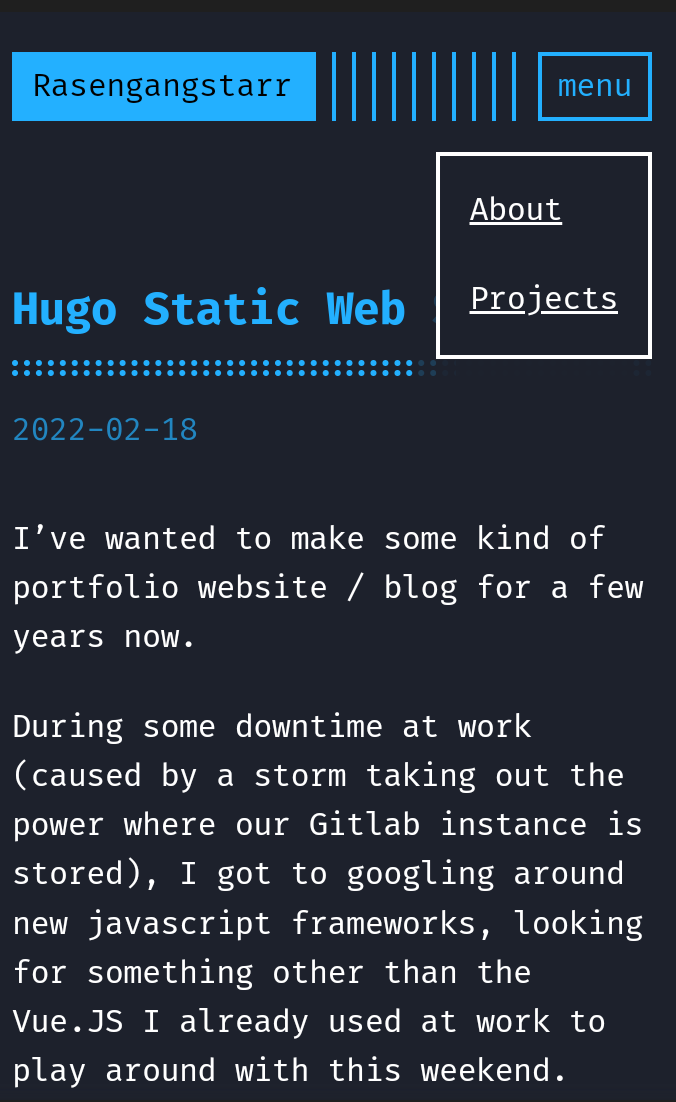 Rasengangstarr
menu
About
Projects
Hugo Static Web
2022-02-18
I’ve wanted to make some kind of
portfolio website / blog for a few
years now.
During some downtime at work
(caused by a storm taking out the
power where our Gitlab instance is
stored), I got to googling around
new javascript frameworks, looking
for something other than the
Vue.JS I already used at work to
play around with this weekend.